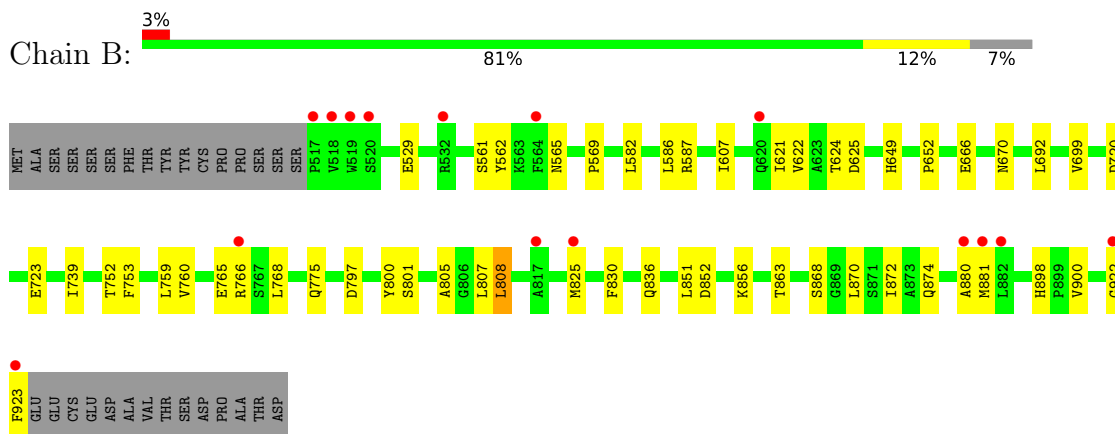 3%
Chain B:
81% 12% 7%
MET ALA SER SER SER SER PHE THR TYR TYR CYS PRO PRO SER SER SER P517 V518 W519 S520 E529 R532 S561 Y562 K563 F564 N565 P569 L582 L586 R587 I607 Q620 I621 V622 A623 T624 D625 H649 P652 E666 N670 L692 V699
E723 I739 T752 F753 L759 V760 E765 R766 S767 L768 Q775 D797 Y800 S801 A805 G806 L807 L808 A817 M825 F830 Q836 L851 D852 K856 T863 S868 G869 L870 S871 I872 A873 Q874 A880 M881 L882 H898 P899 V900
F923 GLU GLU CYS GLU ASP ALA VAL THR SER ASP PRO ALA THR ASP